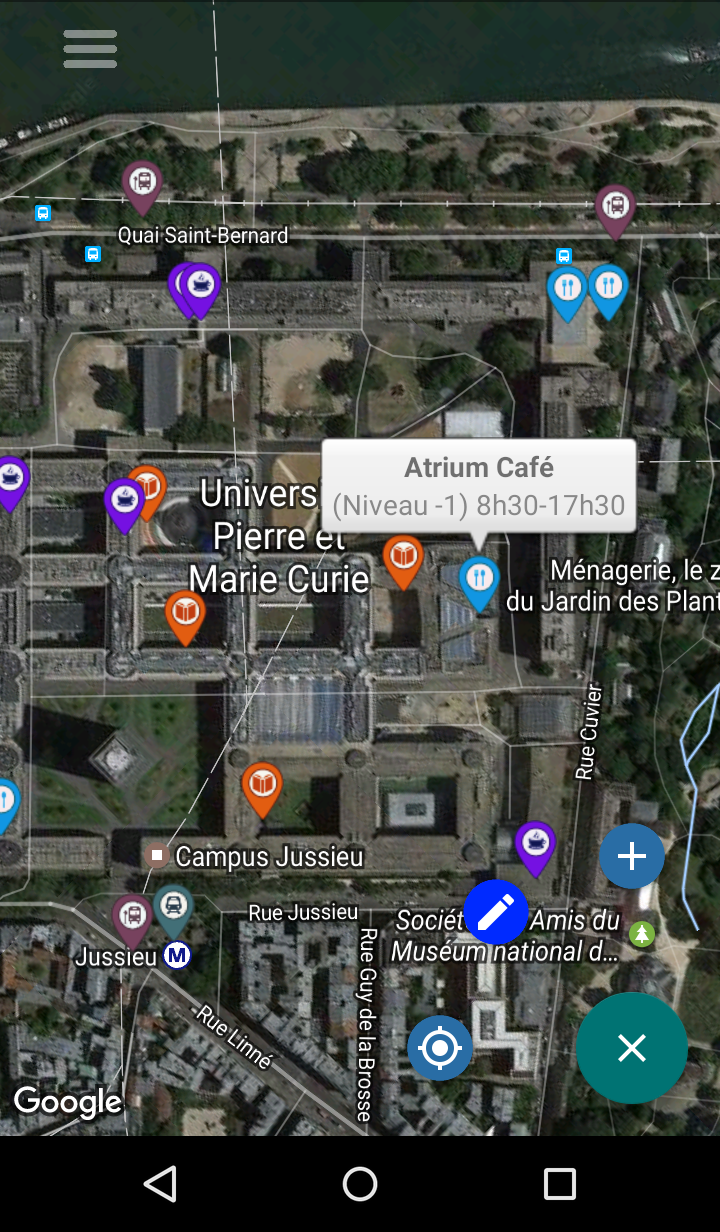 Quai Saint-Bernard
Atrium Café
(Niveau -1) 8h30-17h30
Univers
Pierre et
Marie Curie
Ménagerie, le z
du Jardin des Plant
Rue Cuvier
Campus Jussieu
Rue Jussieu
Sociét Amis du
Muséum national d...
Jussieu
M
Rue Linné
Rue Guy de la Brosse
Google